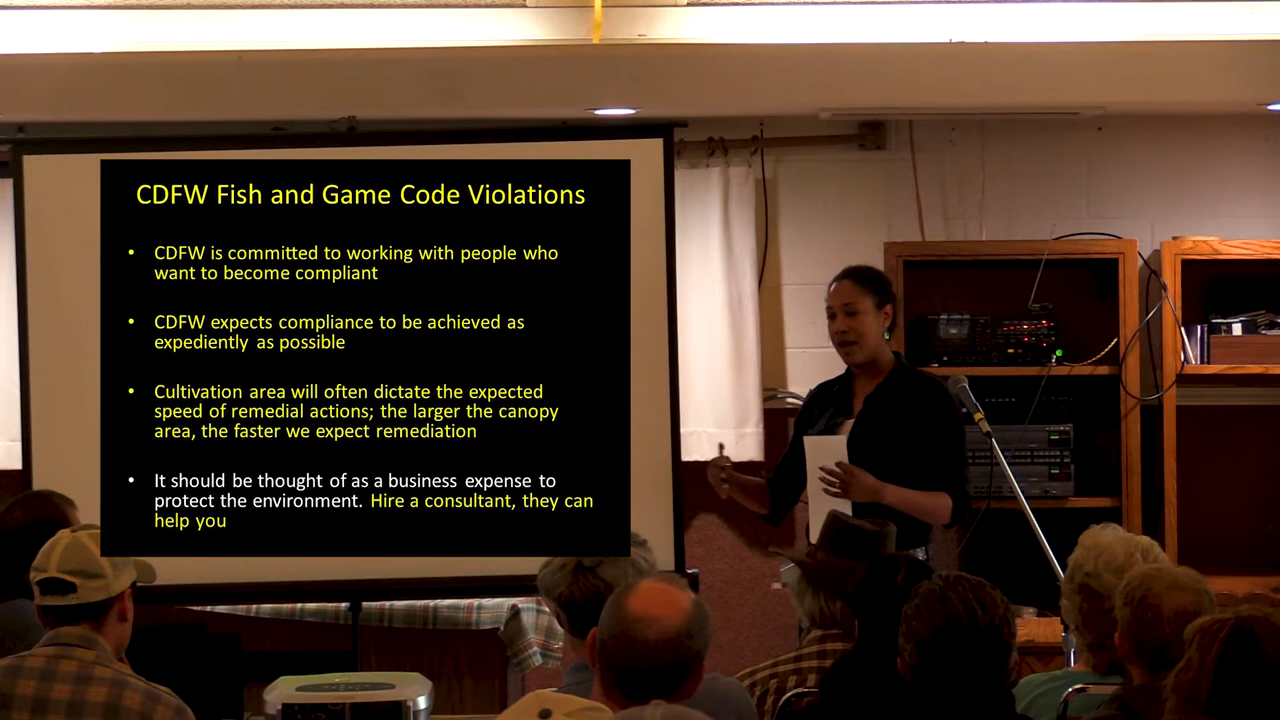 CDFW Fish and Game Code Violations
• CDFW is committed to working with people who
want to become compliant
• CDFW expects compliance to be achieved as
expediently as possible
• Cultivation area will often dictate the expected
speed of remedial actions; the larger the canopy
area, the faster we expect remediation
• It should be thought of as a business expense to
protect the environment. Hire a consultant, they can
help you